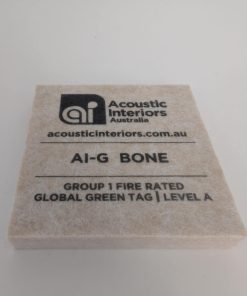 ai
Acoustic
Interiors
Australia
acousticinteriors.com.au
AI-G BONE
GROUP 1 FIRE RATED
GLOBAL GREEN TAG | LEVEL A